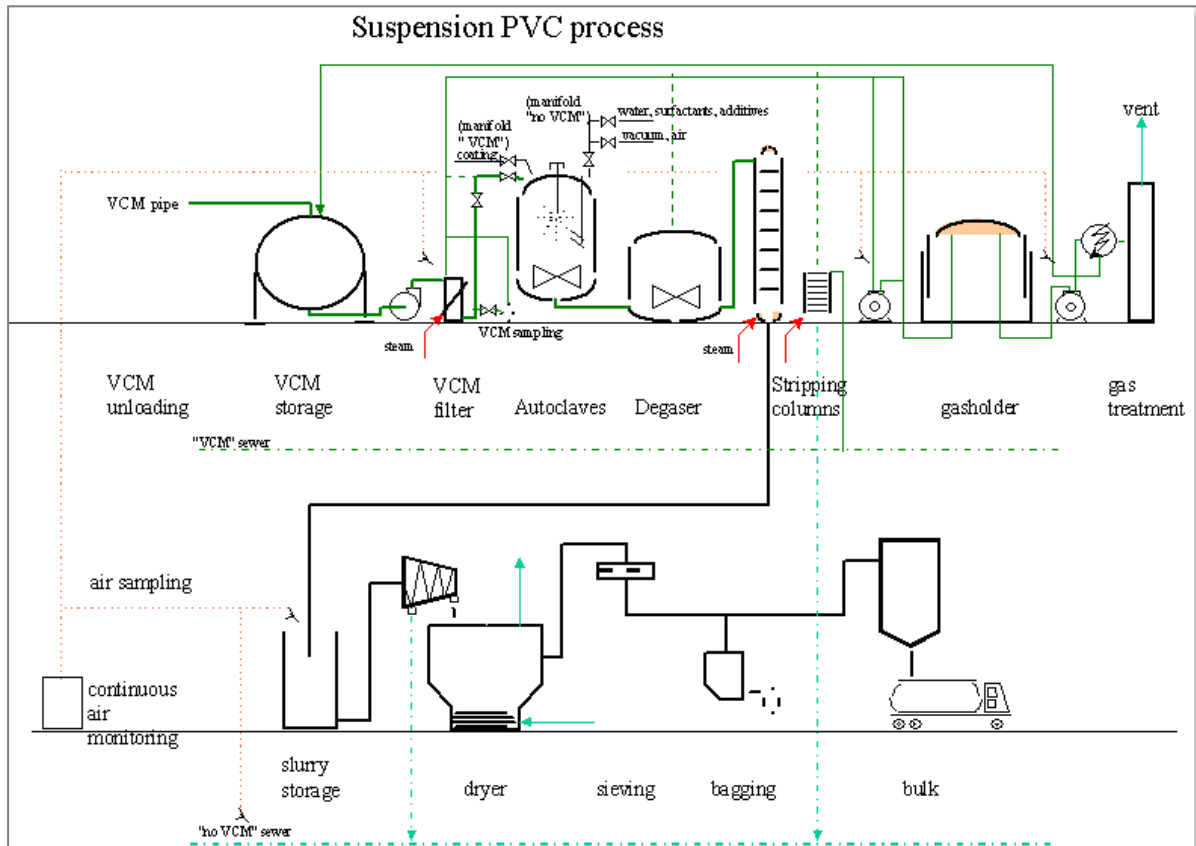 Suspension PVC process
(manifold
"no VCM")
water, surfactants, additives
vacuum, air
(manifold
" VCM")
coating
vent
VCM pipe
VCM sampling
steam
steam
VCM
unloading
VCM
storage
VCM
filter
Autoclaves
Degaser
Stripping
columns
gasholder
gas
treatment
"VCM" sewer
air sampling
continuous
air
monitoring
slurry
storage
dryer
sieving
bagging
bulk
"no VCM" sewer